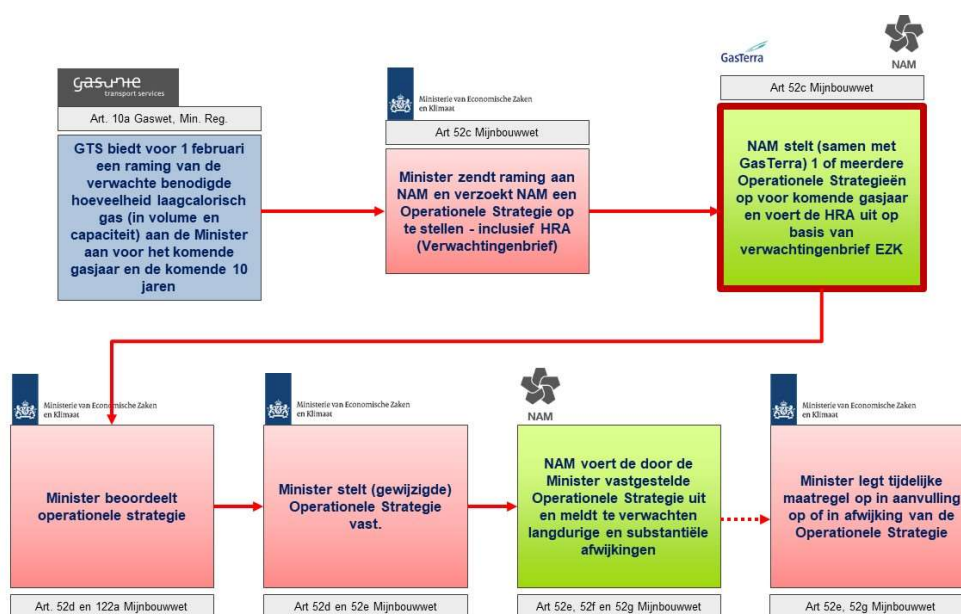 gasunie
transport services
Art. 10a Gaswet, Min. Reg.
GTS biedt voor 1 februari
een raming van de
verwachte benodigde
hoeveelheid laagcalorisch
gas (in volume en
capaciteit) aan de Minister
aan voor het komende
gasjaar en de komende 10
jaren
Ministerie van Economische Zaken
en Klimaat
Art 52c Mijnbouwwet
Minister zendt raming aan
NAM en verzoekt NAM een
Operationele Strategie op
te stellen - inclusief HRA
(Verwachtingenbrief)
GasTerra
NAM
Art 52c Mijnbouwwet
NAM stelt (samen met
GasTerra) 1 of meerdere
Operationele Strategieën
op voor komende gasjaar
en voert de HRA uit op
basis van
verwachtingenbrief EZK
Ministerie van Economische Zaken
en Klimaat
Minister beoordeelt
operationele strategie
Art. 52d en 122a Mijnbouwwet
Ministerie van Economische Zaken
en Klimaat
Minister stelt (gewijzigde)
Operationele Strategie
vast.
Art 52d en 52e Mijnbouwwet
NAM
NAM voert de door de
Minister vastgestelde
Operationele Strategie uit
en meldt te verwachten
langdurige en substantiële
afwijkingen
Art 52e, 52f en 52g Mijnbouwwet
Ministerie van Economische Zaken
en Klimaat
Minister legt tijdelijke
maatregel op in aanvulling
op of in afwijking van de
Operationele Strategie
Art 52e, 52g Mijnbouwwet